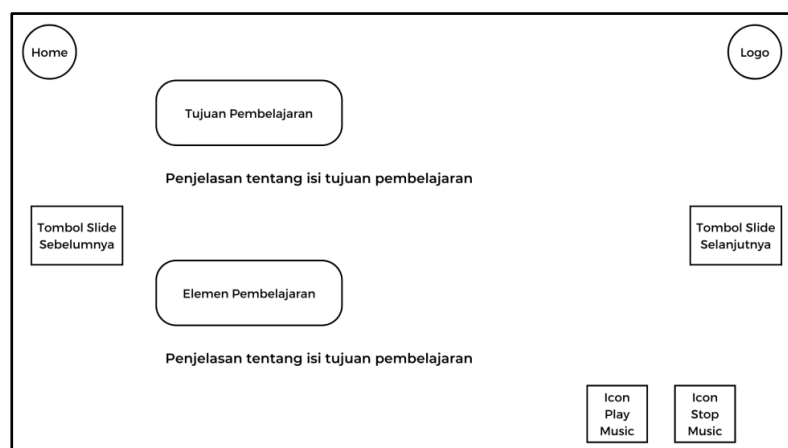 Home
Logo
Tujuan Pembelajaran
Penjelasan tentang isi tujuan pembelajaran
Tombol Slide
Sebelumnya
Tombol Slide
Selanjutnya
Elemen Pembelajaran
Penjelasan tentang isi tujuan pembelajaran
Icon
Play
Music
Icon
Stop
Music